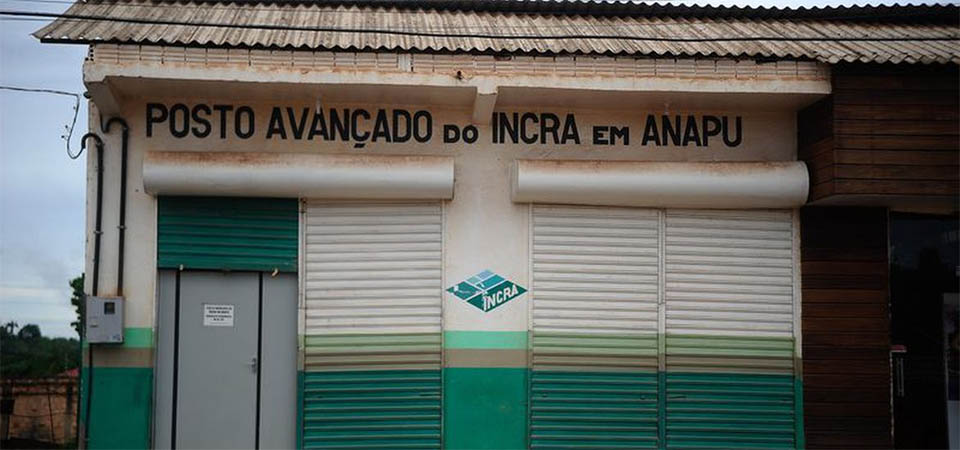 POSTO AVANÇADO DO INCRA EM ANAPU
INCRA